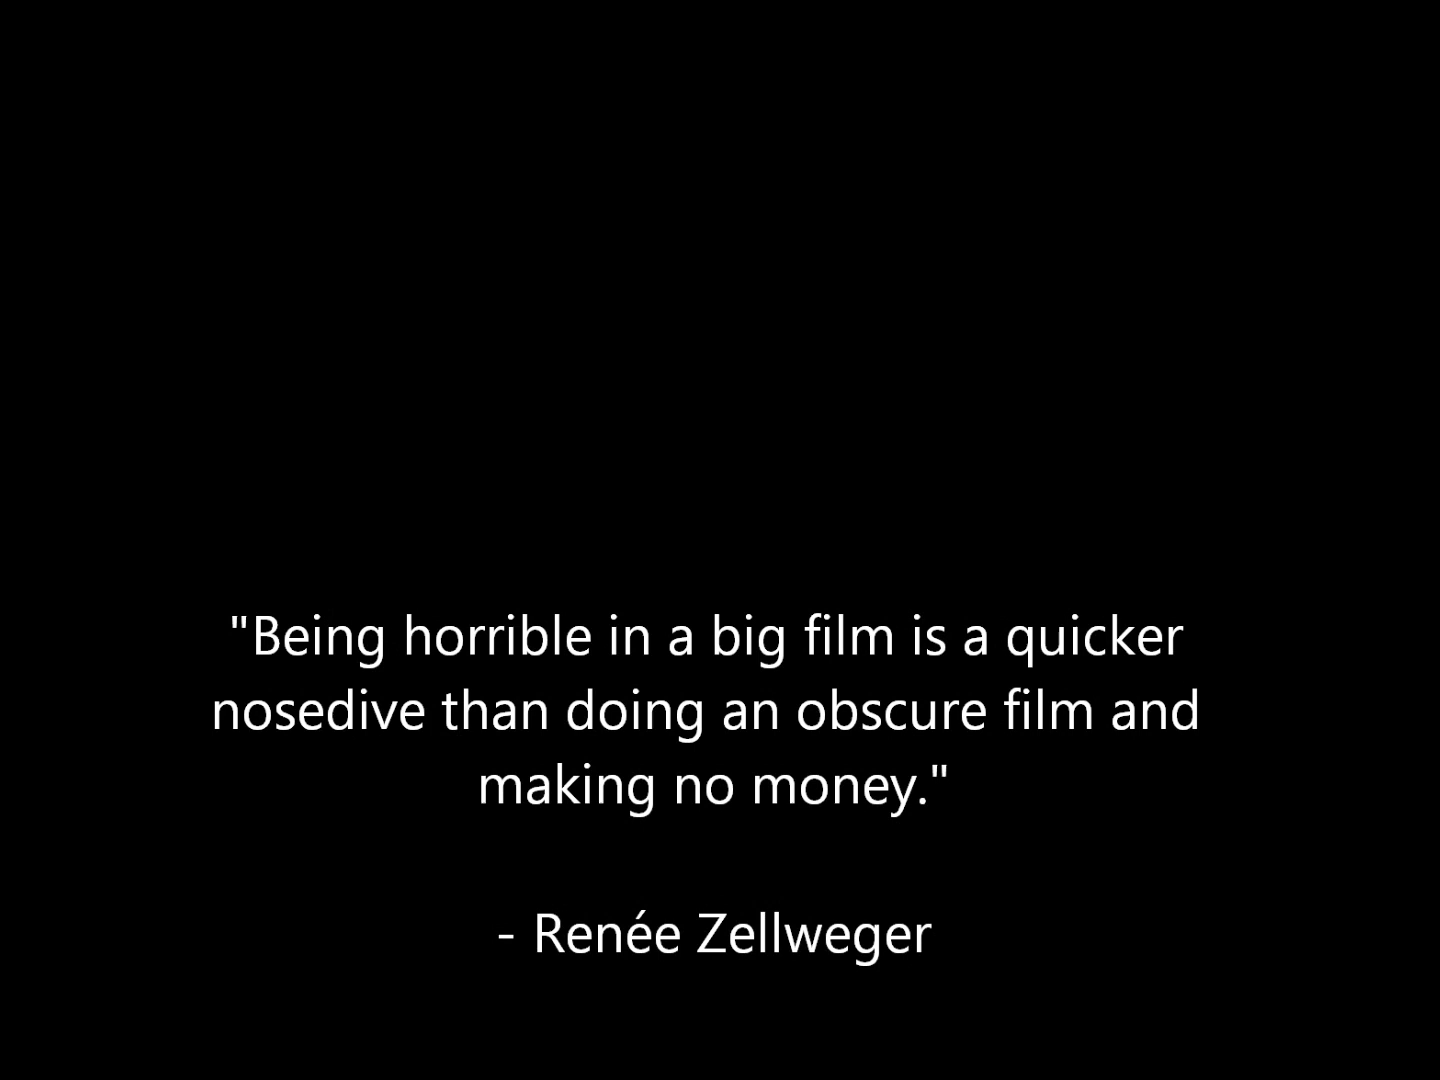 "Being horrible in a big film is a quicker
nosedive than doing an obscure film and
making no money."
- Renée Zellweger